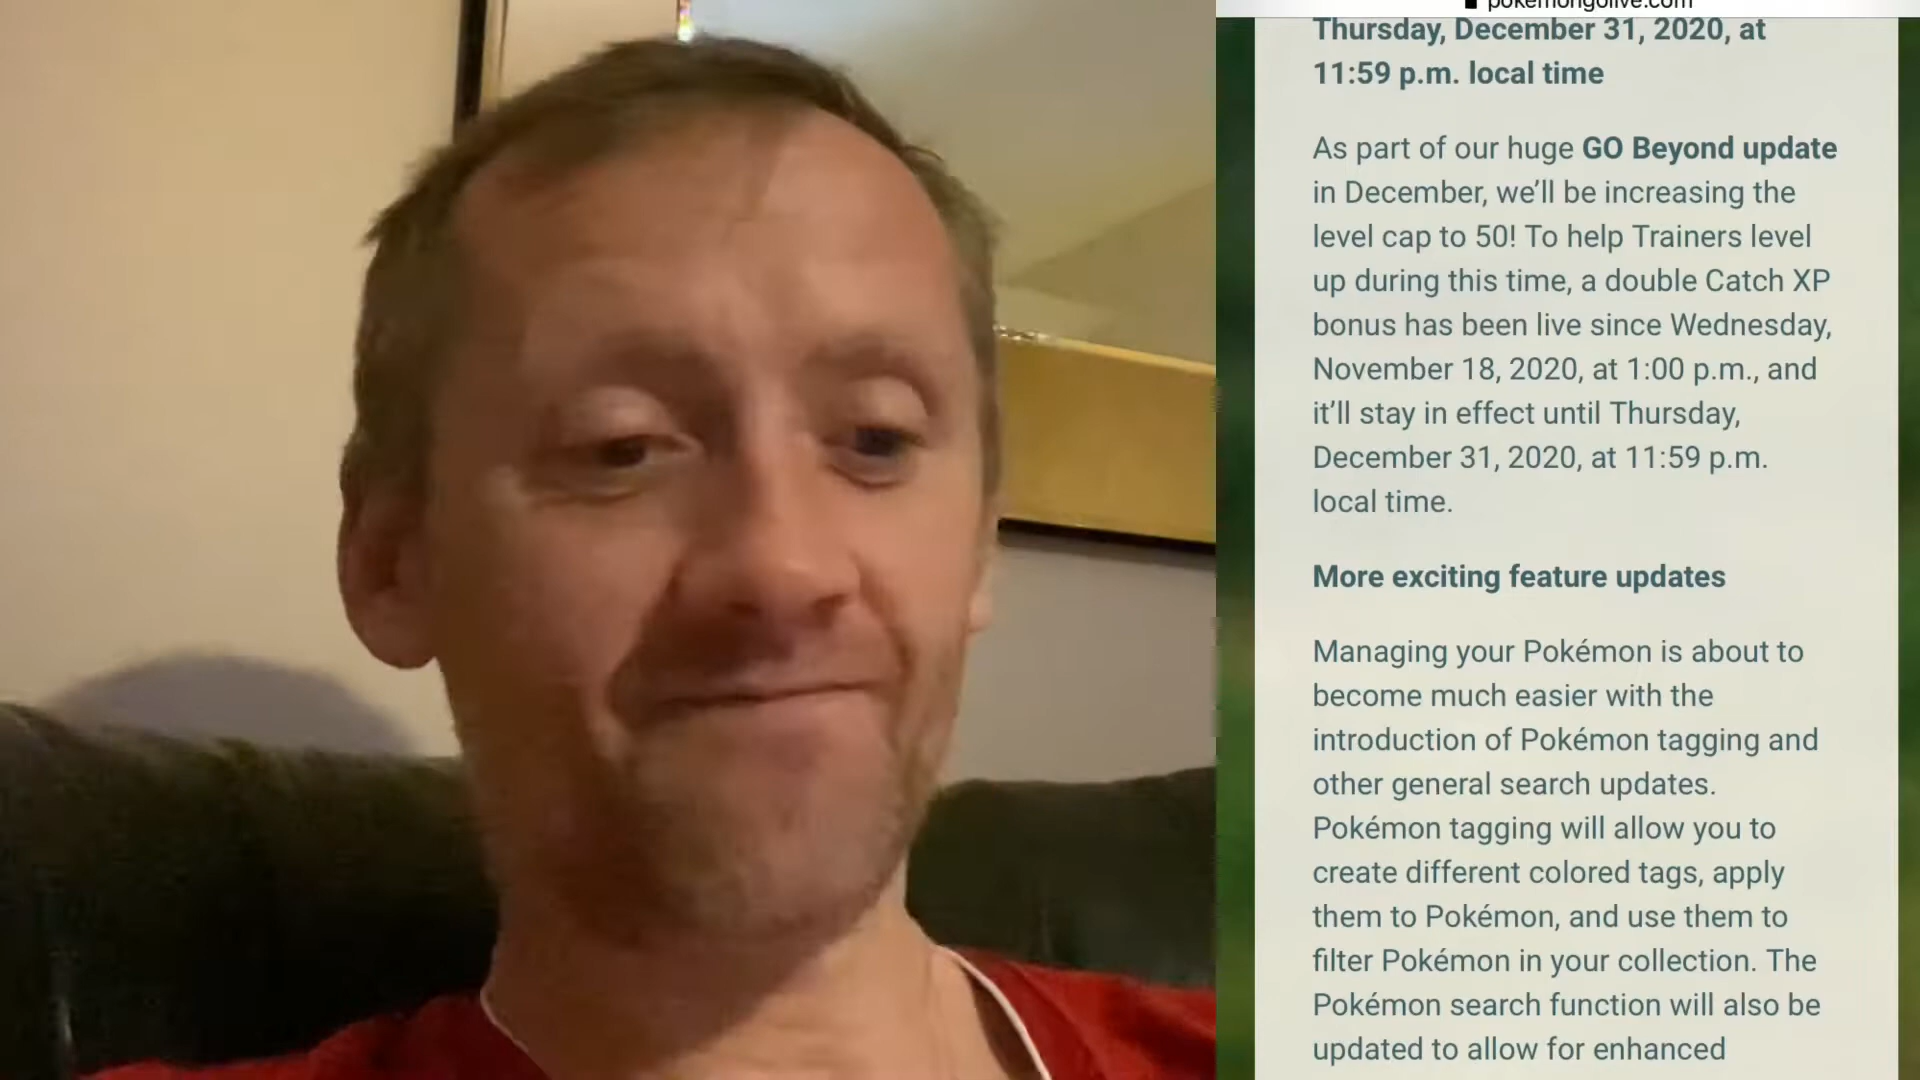 pokemongolive.com
Thursday, December 31, 2020, at
11:59 p.m. local time
As part of our huge GO Beyond update
in December, we’ll be increasing the
level cap to 50! To help Trainers level
up during this time, a double Catch XP
bonus has been live since Wednesday,
November 18, 2020, at 1:00 p.m., and
it’ll stay in effect until Thursday,
December 31, 2020, at 11:59 p.m.
local time.
More exciting feature updates
Managing your Pokémon is about to
become much easier with the
introduction of Pokémon tagging and
other general search updates.
Pokémon tagging will allow you to
create different colored tags, apply
them to Pokémon, and use them to
filter Pokémon in your collection. The
Pokémon search function will also be
updated to allow for enhanced